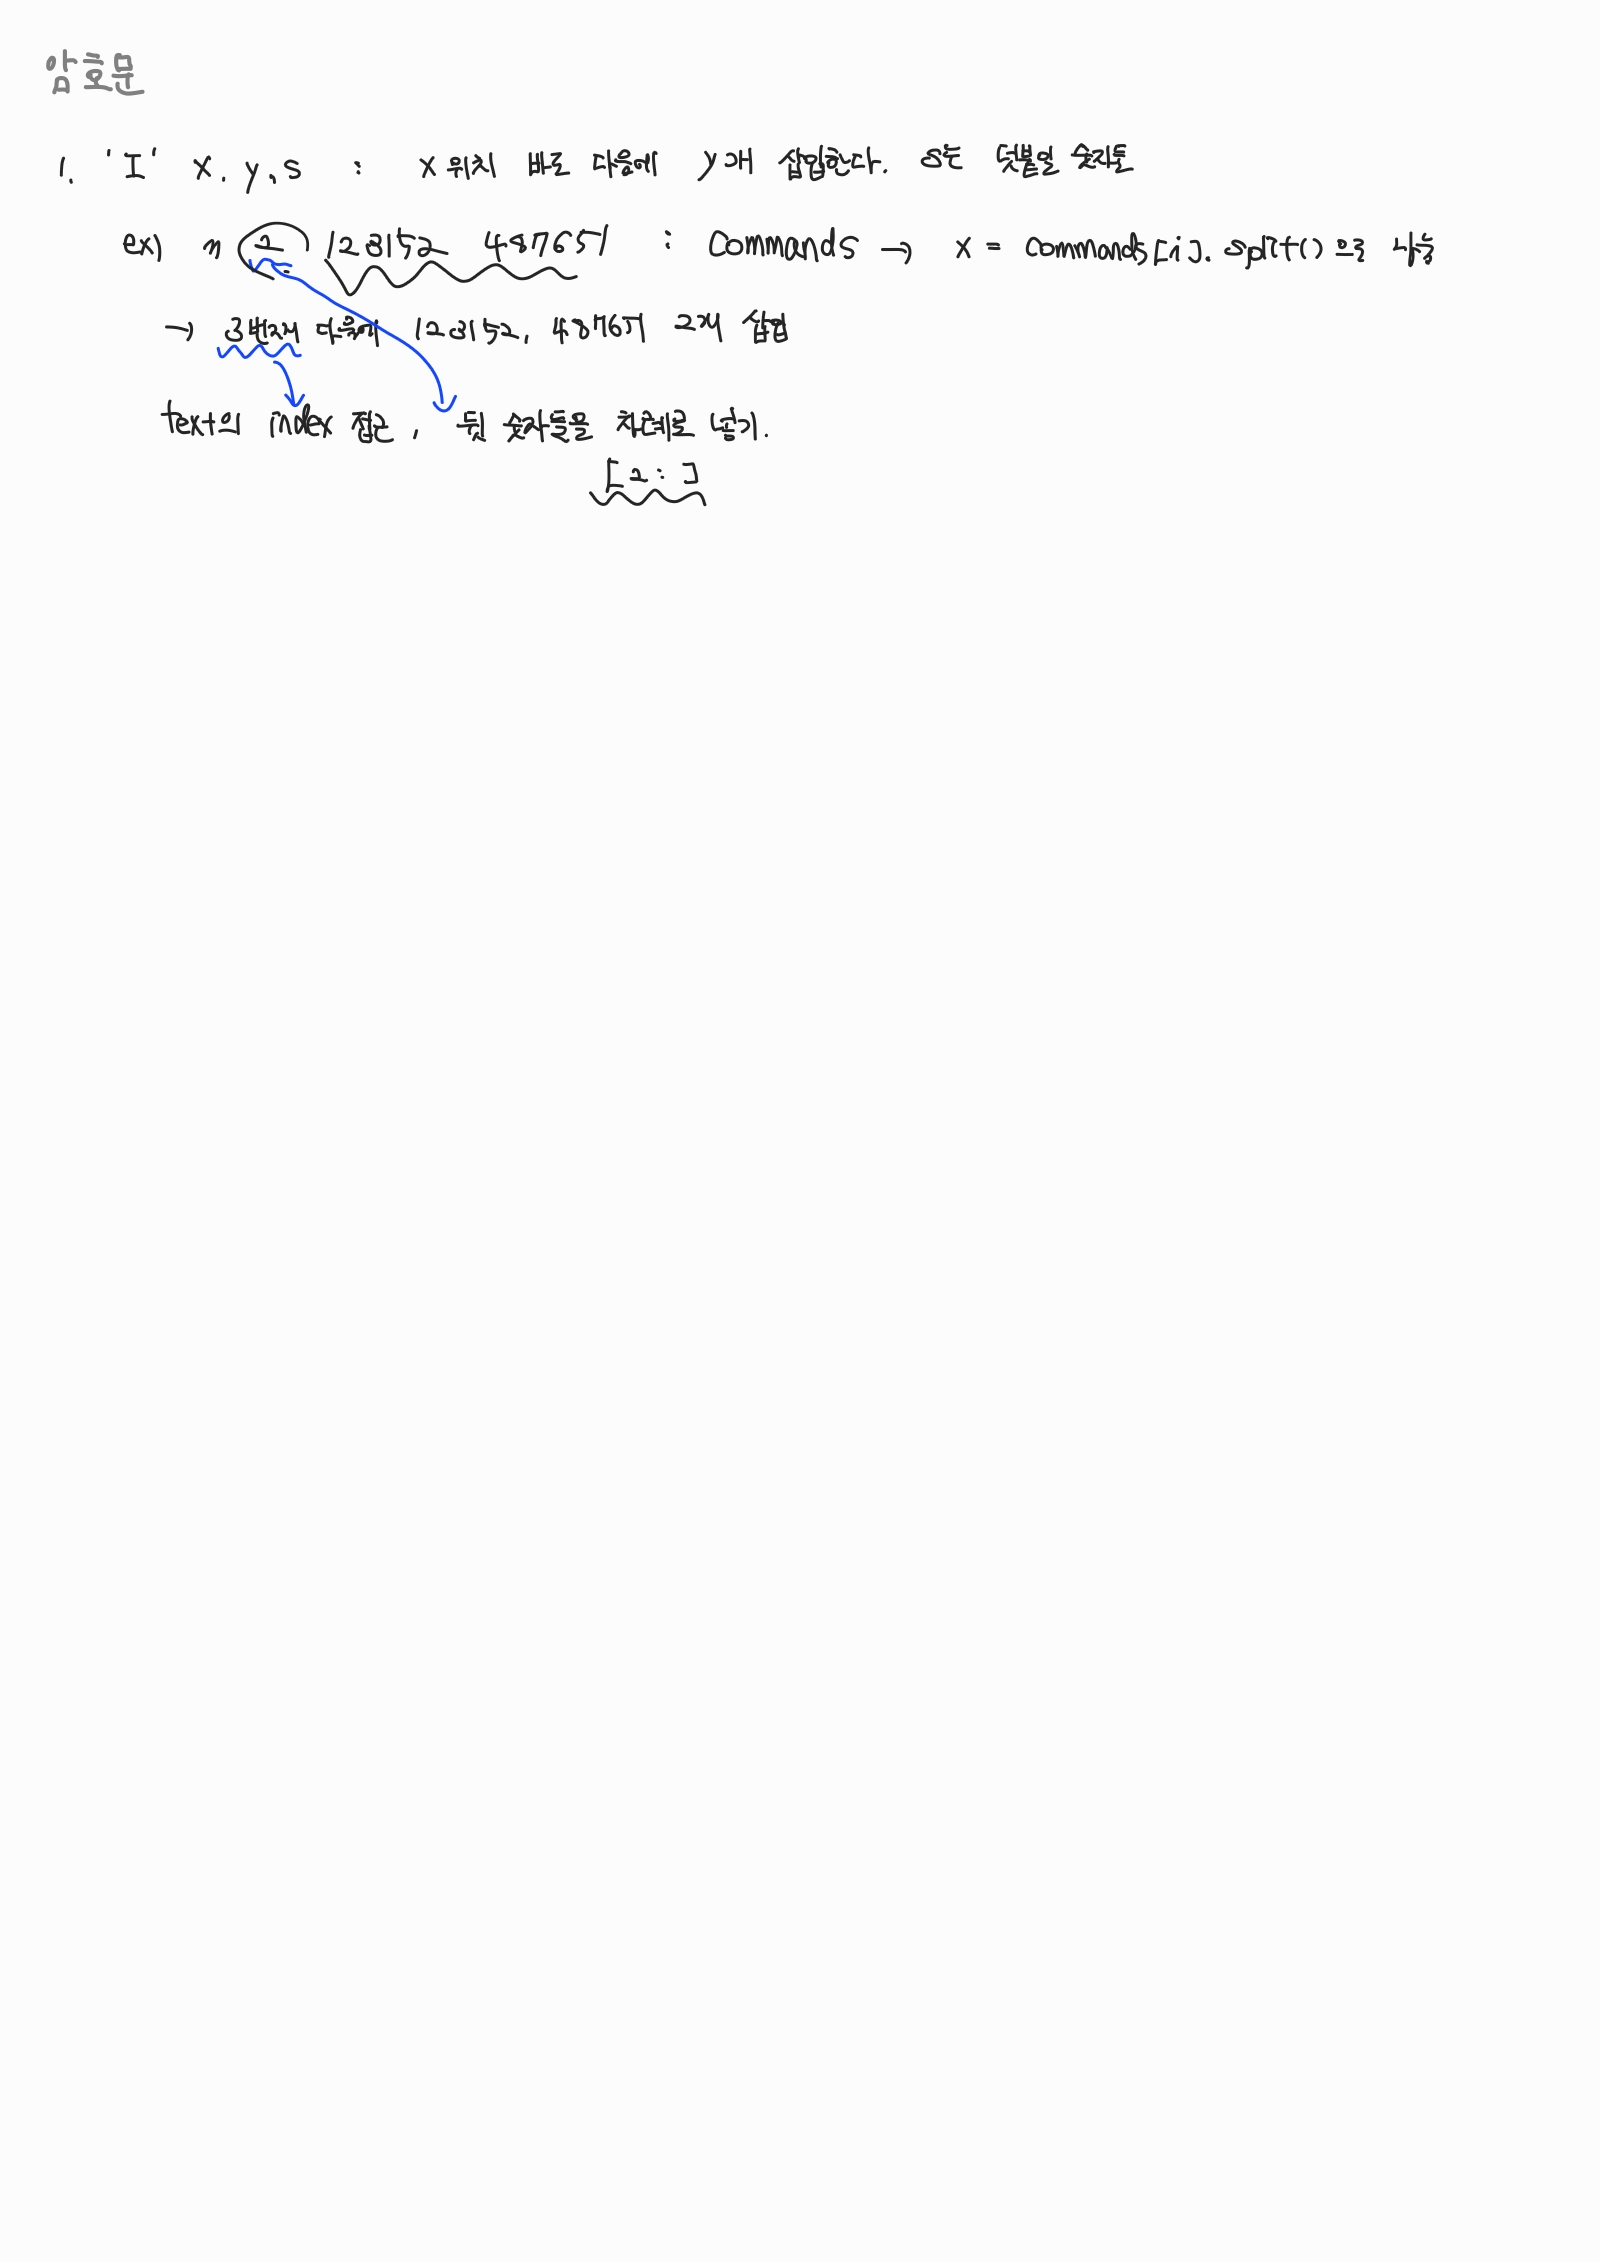 암호문
1. 'I' x, y, s : x 위치 바로 다음에 y개 삽입한다. s는 덧붙일 숫자들
ex) 2 123152 487651 : commands → x = commands[i].split() 으로 나눔
→ 3번째 다음에 123152, 487651 2개 삽입
text의 index 접근, 뒷 숫자들을 차례로 넣기.
[2: ]